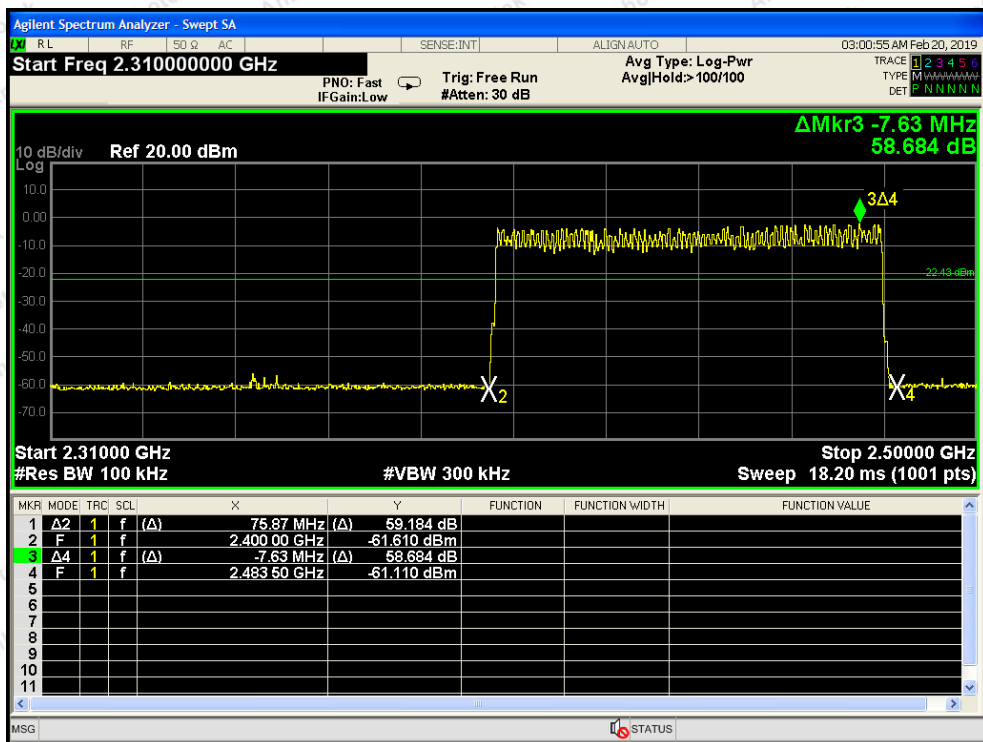 Agilent Spectrum Analyzer - Swept SA
LXI RL RF 50 Ω AC SENSE:INT ALIGN AUTO 03:00:55 AM Feb 20, 2019
Start Freq 2.310000000 GHz Avg Type: Log-Pwr TRACE 1 2 3 4 5 6
PNO: Fast Trig: Free Run Avg|Hold:>100/100 TYPE M WWWWW
IFGain:Low #Atten: 30 dB DET P N N N N N
ΔMkr3 -7.63 MHz
10 dB/div Ref 20.00 dBm 58.684 dB
Log
10.0
3Δ4
0.00
-10.0
-20.0 -22.43 dBm
-30.0
-40.0
-50.0
-60.0
2 4
-70.0
Start 2.31000 GHz Stop 2.50000 GHz
#Res BW 100 kHz #VBW 300 kHz Sweep 18.20 ms (1001 pts)
MKR MODE TRC SCL X Y FUNCTION FUNCTION WIDTH FUNCTION VALUE
1 Δ2 1 f (Δ) 75.87 MHz (Δ) 59.184 dB
2 F 1 f 2.400 00 GHz -61.610 dBm
3 Δ4 1 f (Δ) -7.63 MHz (Δ) 58.684 dB
4 F 1 f 2.483 50 GHz -61.110 dBm
5
6
7
8
9
10
11
MSG STATUS